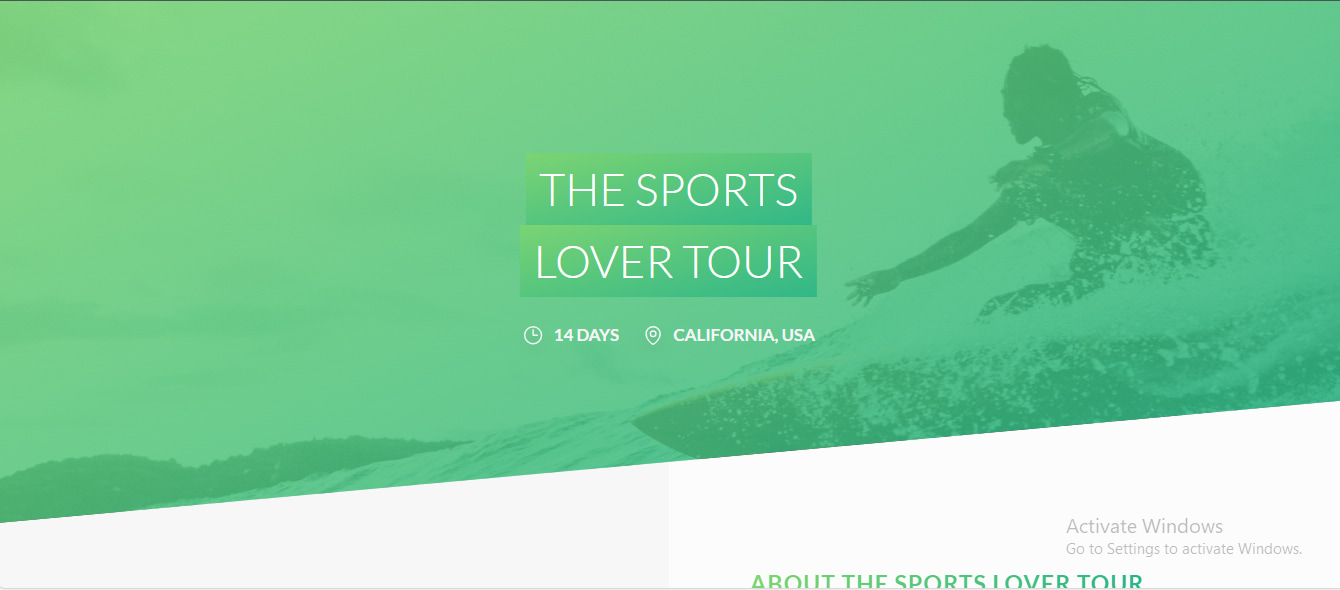 THE SPORTS
LOVER TOUR
14 DAYS
CALIFORNIA, USA
Activate Windows
Go to Settings to activate Windows.
ABOUT THE SPORTS LOVER TOUR